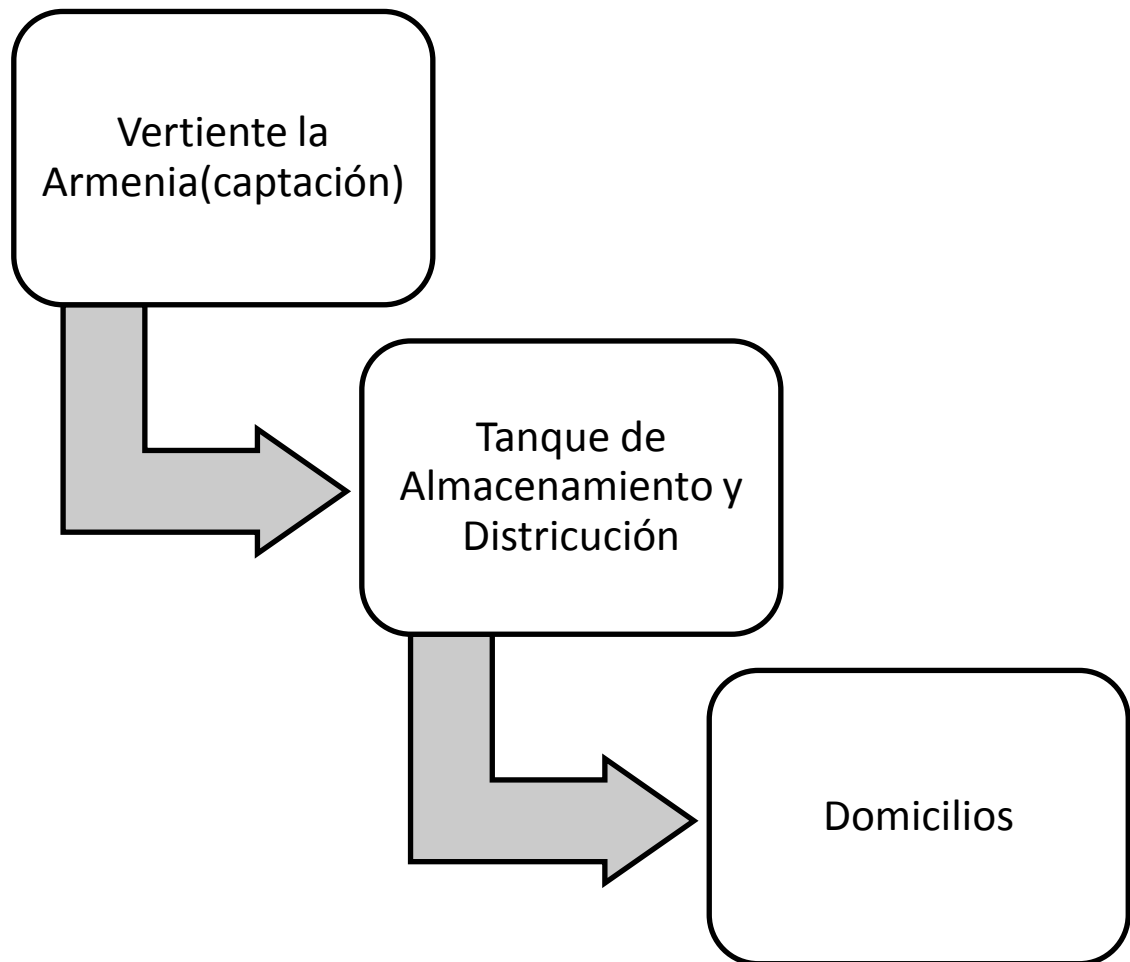 Vertiente la
Armenia(captación)
Tanque de
Almacenamiento y
Districución
Domicilios